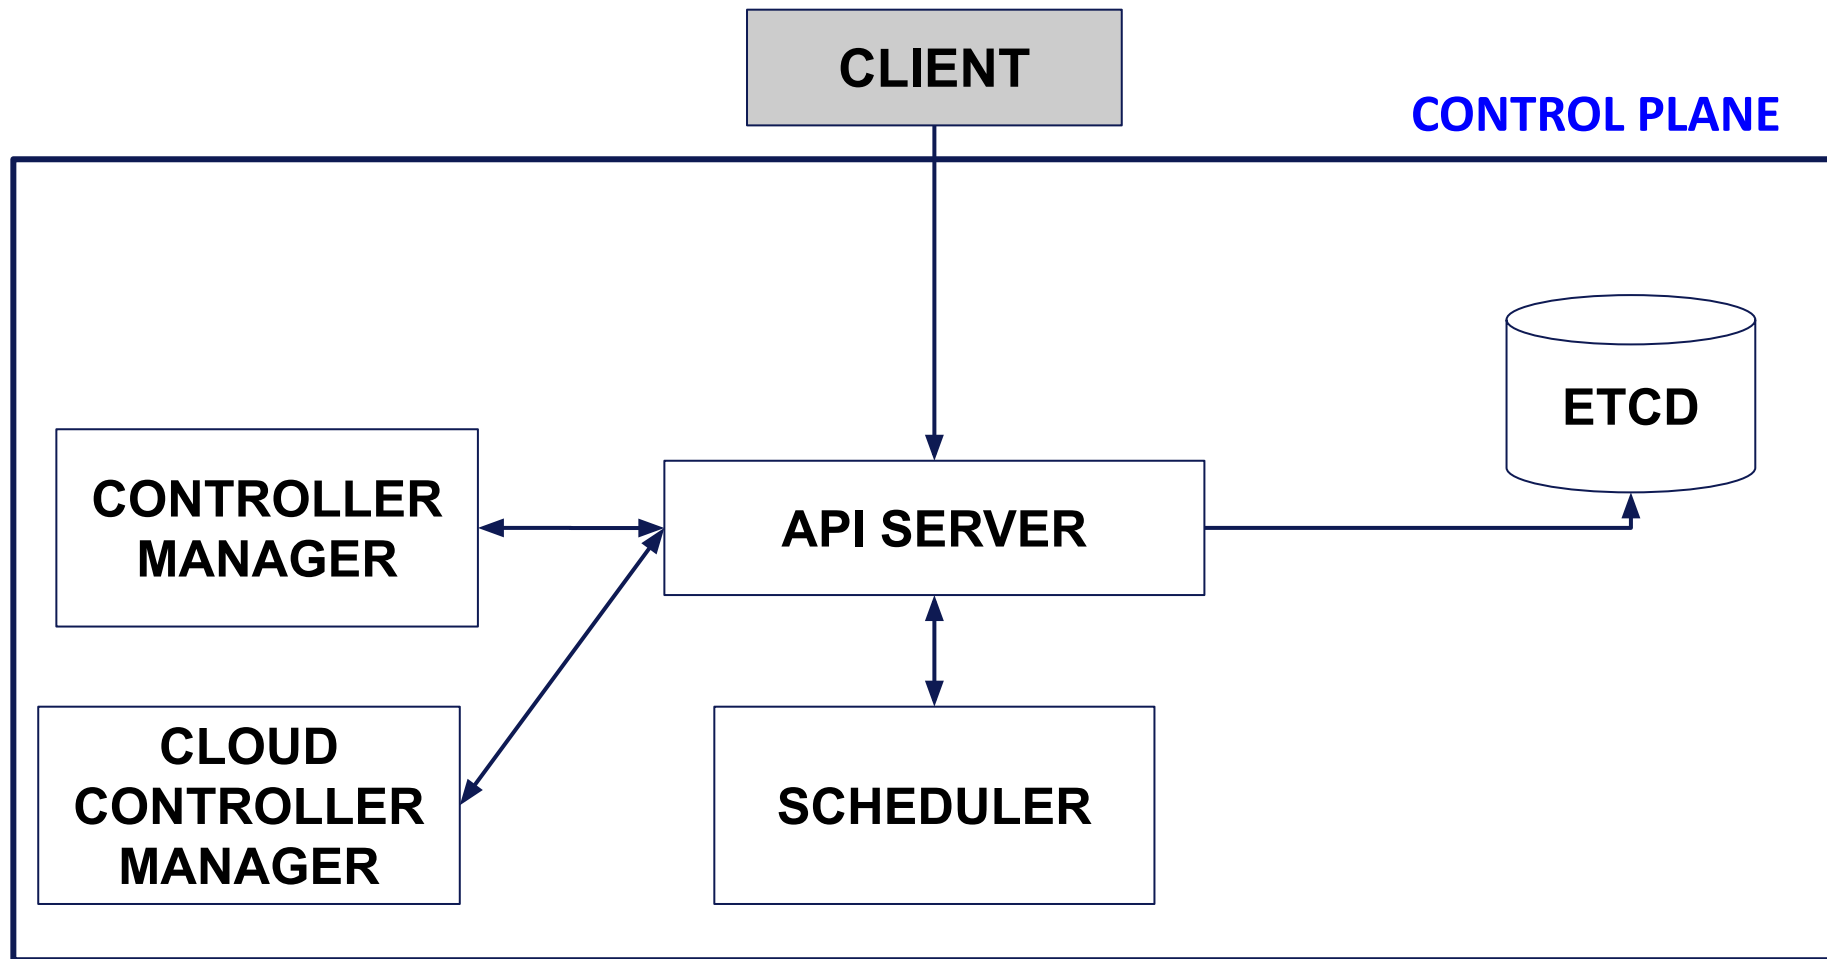 CLIENT
CONTROL PLANE
ETCD
CONTROLLER
MANAGER
API SERVER
CLOUD
CONTROLLER
MANAGER
SCHEDULER